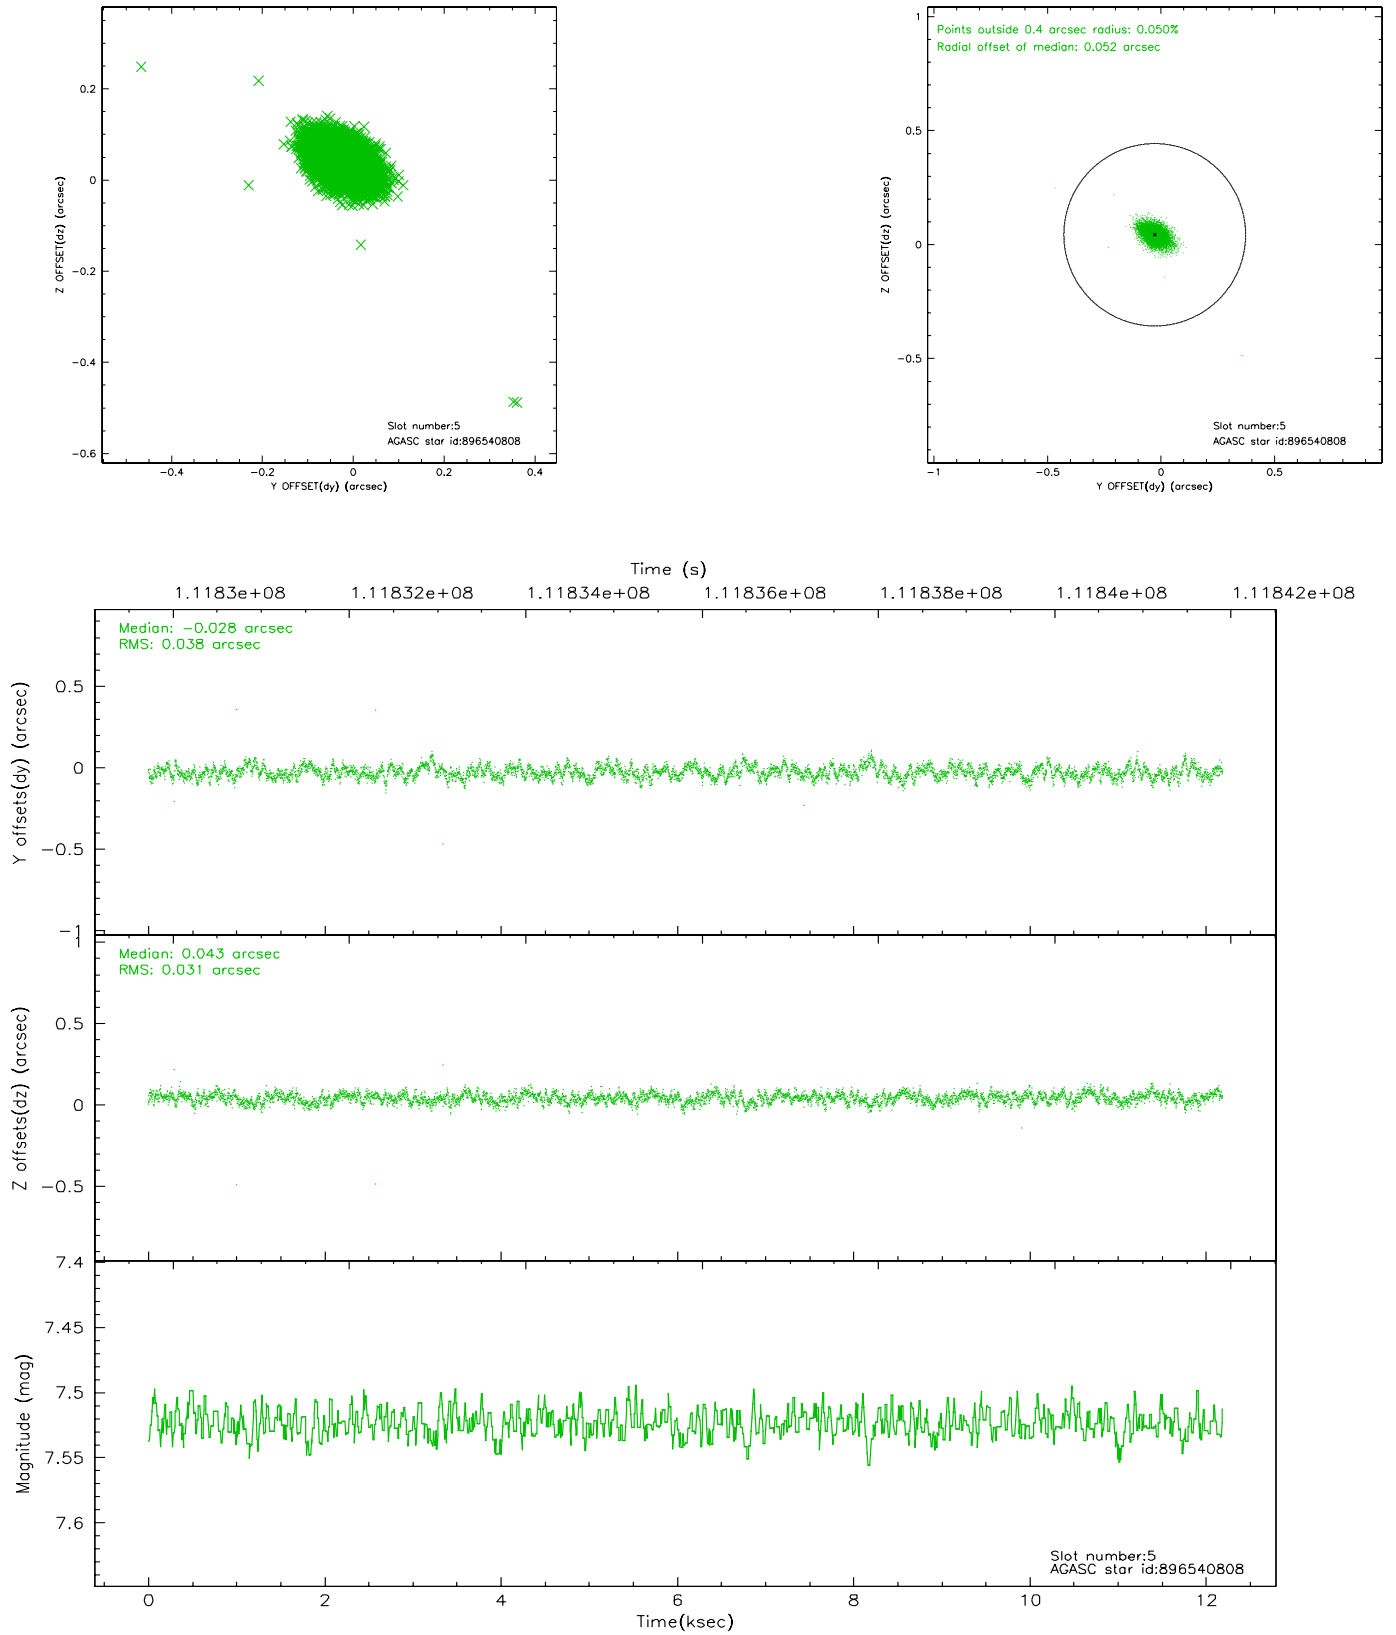 0.2
0
−0.2
−0.4
−0.6
Z OFFSET(dz) (arcsec)
Slot number:5
AGASC star id:896540808
−0.4 −0.2 0 0.2 0.4
Y OFFSET(dy) (arcsec)
Points outside 0.4 arcsec radius: 0.050%
Radial offset of median: 0.052 arcsec
1
0.5
0
−0.5
Z OFFSET(dz) (arcsec)
Slot number:5
AGASC star id:896540808
−1 −0.5 0 0.5
Y OFFSET(dy) (arcsec)
Time (s)
1.1183e+08 1.11832e+08 1.11834e+08 1.11836e+08 1.11838e+08 1.1184e+08 1.11842e+08
Median: −0.028 arcsec
RMS: 0.038 arcsec
0.5
0
−0.5
−1
Y offsets(dy) (arcsec)
Median: 0.043 arcsec
RMS: 0.031 arcsec
1
0.5
0
−0.5
Z offsets(dz) (arcsec)
7.4
7.45
7.5
7.55
7.6
Magnitude (mag)
Slot number:5
AGASC star id:896540808
0 2 4 6 8 10 12
Time(ksec)